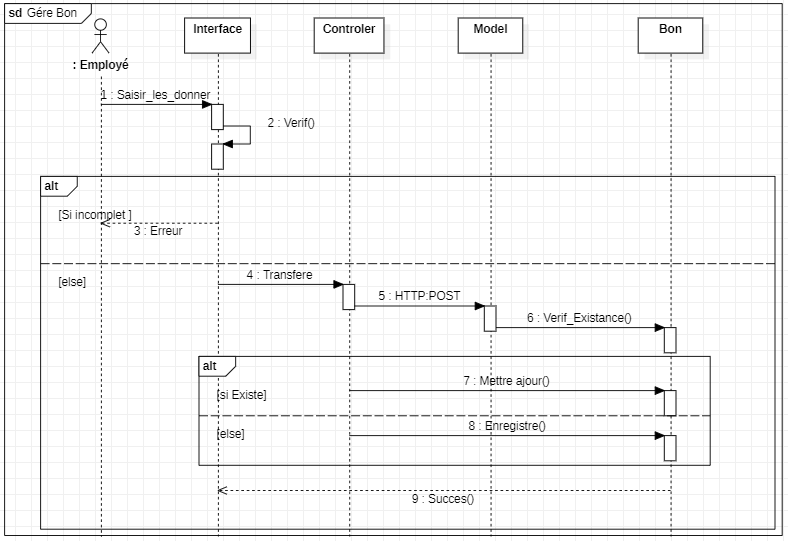 sd Gére Bon
Interface
Controler
Model
Bon
: Employé
1 : Saisir_les_donner
2 : Verif()
alt
[Si incomplet ]
3 : Erreur
[else]
4 : Transfere
5 : HTTP:POST
6 : Verif_Existance()
alt
7 : Mettre ajour()
[si Existe]
8 : Enregistre()
[else]
9 : Succes()